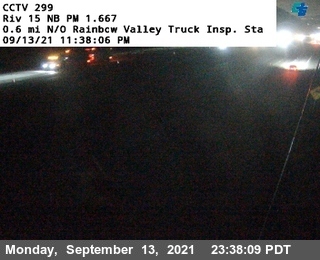 CCTV 299
Riv 15 NB PM 1.667
0.6 mi N/O Rainbow Valley Truck Insp. Sta
09/13/21 11:38:06 PM
Monday, September 13, 2021 23:38:09 PDT